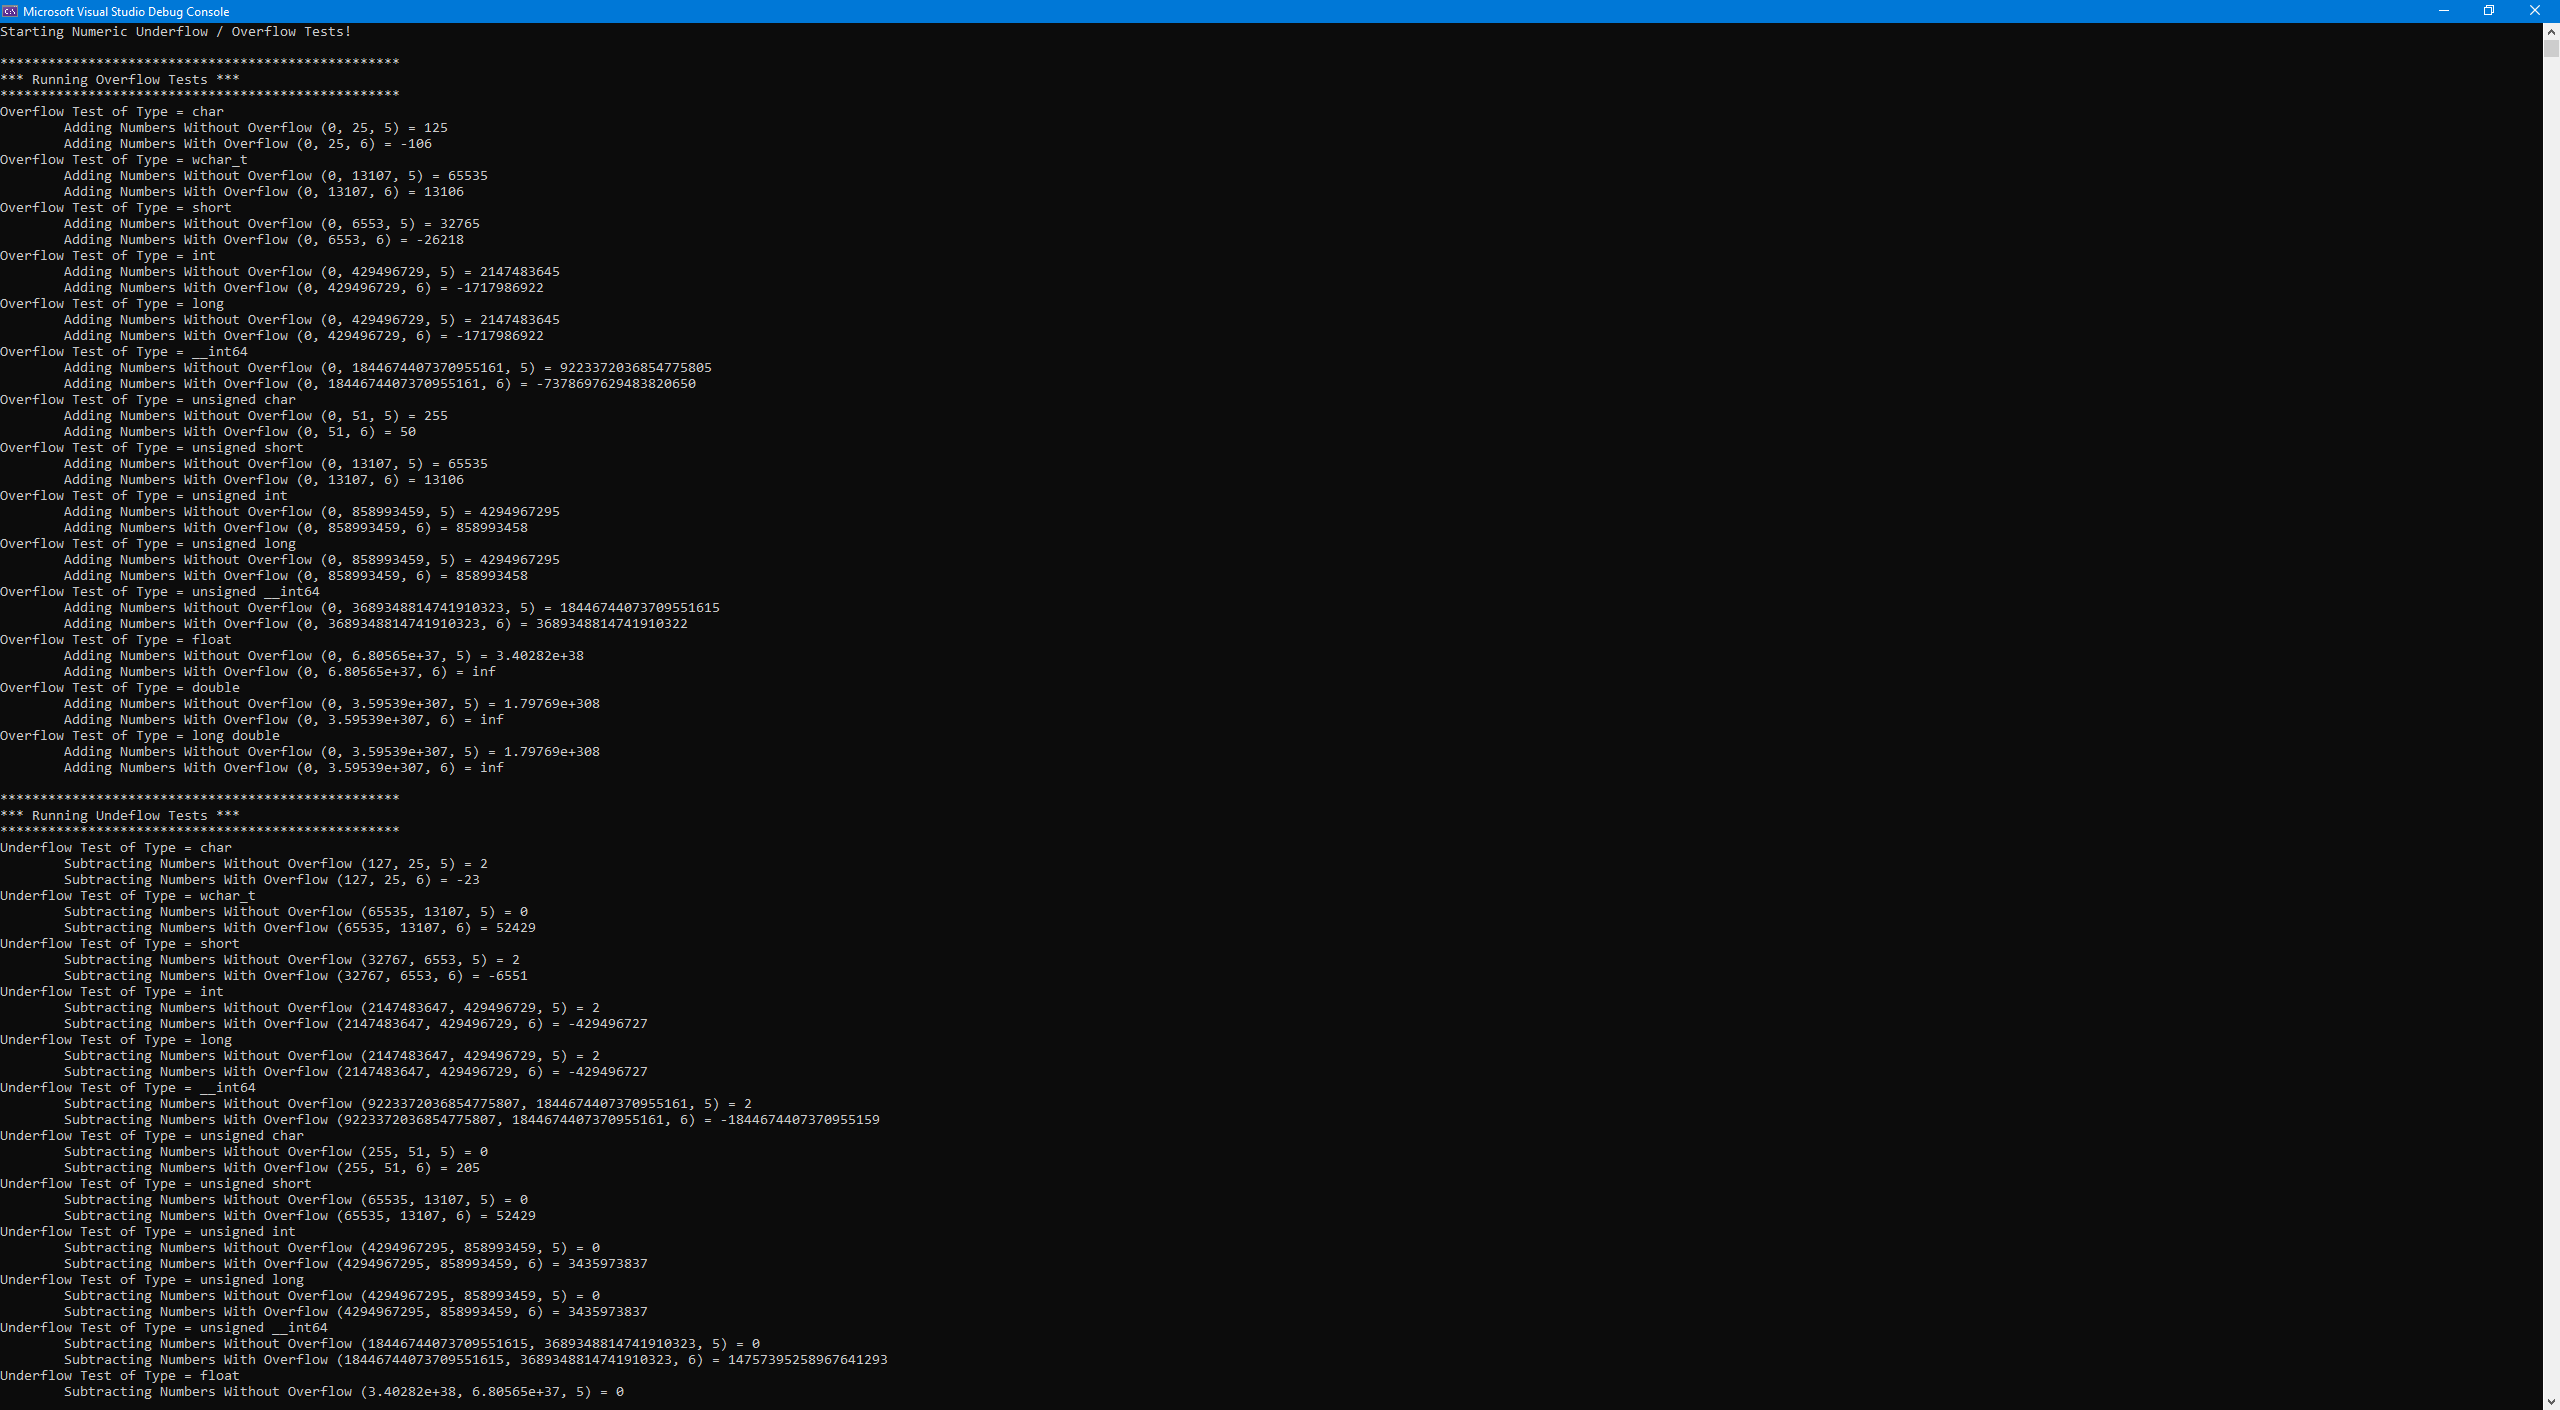 Microsoft Visual Studio Debug Console
Starting Numeric Underflow / Overflow Tests!
**************************************************
*** Running Overflow Tests ***
**************************************************
Overflow Test of Type = char
        Adding Numbers Without Overflow (0, 25, 5) = 125
        Adding Numbers With Overflow (0, 25, 6) = -106
Overflow Test of Type = wchar_t
        Adding Numbers Without Overflow (0, 13107, 5) = 65535
        Adding Numbers With Overflow (0, 13107, 6) = 13106
Overflow Test of Type = short
        Adding Numbers Without Overflow (0, 6553, 5) = 32765
        Adding Numbers With Overflow (0, 6553, 6) = -26218
Overflow Test of Type = int
        Adding Numbers Without Overflow (0, 429496729, 5) = 2147483645
        Adding Numbers With Overflow (0, 429496729, 6) = -1717986922
Overflow Test of Type = long
        Adding Numbers Without Overflow (0, 429496729, 5) = 2147483645
        Adding Numbers With Overflow (0, 429496729, 6) = -1717986922
Overflow Test of Type = __int64
        Adding Numbers Without Overflow (0, 1844674407370955161, 5) = 9223372036854775805
        Adding Numbers With Overflow (0, 1844674407370955161, 6) = -7378697629483820650
Overflow Test of Type = unsigned char
        Adding Numbers Without Overflow (0, 51, 5) = 255
        Adding Numbers With Overflow (0, 51, 6) = 50
Overflow Test of Type = unsigned short
        Adding Numbers Without Overflow (0, 13107, 5) = 65535
        Adding Numbers With Overflow (0, 13107, 6) = 13106
Overflow Test of Type = unsigned int
        Adding Numbers Without Overflow (0, 858993459, 5) = 4294967295
        Adding Numbers With Overflow (0, 858993459, 6) = 858993458
Overflow Test of Type = unsigned long
        Adding Numbers Without Overflow (0, 858993459, 5) = 4294967295
        Adding Numbers With Overflow (0, 858993459, 6) = 858993458
Overflow Test of Type = unsigned __int64
        Adding Numbers Without Overflow (0, 3689348814741910323, 5) = 18446744073709551615
        Adding Numbers With Overflow (0, 3689348814741910323, 6) = 3689348814741910322
Overflow Test of Type = float
        Adding Numbers Without Overflow (0, 6.80565e+37, 5) = 3.40282e+38
        Adding Numbers With Overflow (0, 6.80565e+37, 6) = inf
Overflow Test of Type = double
        Adding Numbers Without Overflow (0, 3.59539e+307, 5) = 1.79769e+308
        Adding Numbers With Overflow (0, 3.59539e+307, 6) = inf
Overflow Test of Type = long double
        Adding Numbers Without Overflow (0, 3.59539e+307, 5) = 1.79769e+308
        Adding Numbers With Overflow (0, 3.59539e+307, 6) = inf
**************************************************
*** Running Undeflow Tests ***
**************************************************
Underflow Test of Type = char
        Subtracting Numbers Without Overflow (127, 25, 5) = 2
        Subtracting Numbers With Overflow (127, 25, 6) = -23
Underflow Test of Type = wchar_t
        Subtracting Numbers Without Overflow (65535, 13107, 5) = 0
        Subtracting Numbers With Overflow (65535, 13107, 6) = 52429
Underflow Test of Type = short
        Subtracting Numbers Without Overflow (32767, 6553, 5) = 2
        Subtracting Numbers With Overflow (32767, 6553, 6) = -6551
Underflow Test of Type = int
        Subtracting Numbers Without Overflow (2147483647, 429496729, 5) = 2
        Subtracting Numbers With Overflow (2147483647, 429496729, 6) = -429496727
Underflow Test of Type = long
        Subtracting Numbers Without Overflow (2147483647, 429496729, 5) = 2
        Subtracting Numbers With Overflow (2147483647, 429496729, 6) = -429496727
Underflow Test of Type = __int64
        Subtracting Numbers Without Overflow (9223372036854775807, 1844674407370955161, 5) = 2
        Subtracting Numbers With Overflow (9223372036854775807, 1844674407370955161, 6) = -1844674407370955159
Underflow Test of Type = unsigned char
        Subtracting Numbers Without Overflow (255, 51, 5) = 0
        Subtracting Numbers With Overflow (255, 51, 6) = 205
Underflow Test of Type = unsigned short
        Subtracting Numbers Without Overflow (65535, 13107, 5) = 0
        Subtracting Numbers With Overflow (65535, 13107, 6) = 52429
Underflow Test of Type = unsigned int
        Subtracting Numbers Without Overflow (4294967295, 858993459, 5) = 0
        Subtracting Numbers With Overflow (4294967295, 858993459, 6) = 3435973837
Underflow Test of Type = unsigned long
        Subtracting Numbers Without Overflow (4294967295, 858993459, 5) = 0
        Subtracting Numbers With Overflow (4294967295, 858993459, 6) = 3435973837
Underflow Test of Type = unsigned __int64
        Subtracting Numbers Without Overflow (18446744073709551615, 3689348814741910323, 5) = 0
        Subtracting Numbers With Overflow (18446744073709551615, 3689348814741910323, 6) = 14757395258967641293
Underflow Test of Type = float
        Subtracting Numbers Without Overflow (3.40282e+38, 6.80565e+37, 5) = 0